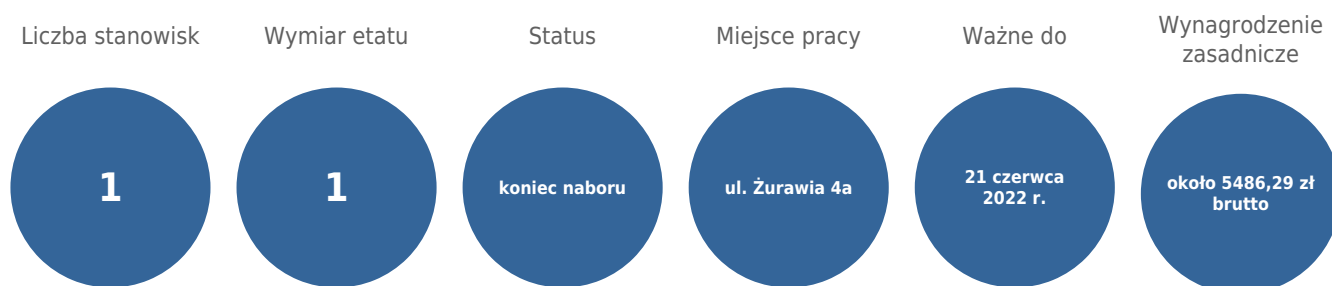 Liczba stanowisk
Wymiar etatu
Status
Miejsce pracy
Ważne do
Wynagrodzenie
zasadnicze
1
1
koniec naboru
ul. Żurawia 4a
21 czerwca
2022 r.
około 5486,29 zł
brutto